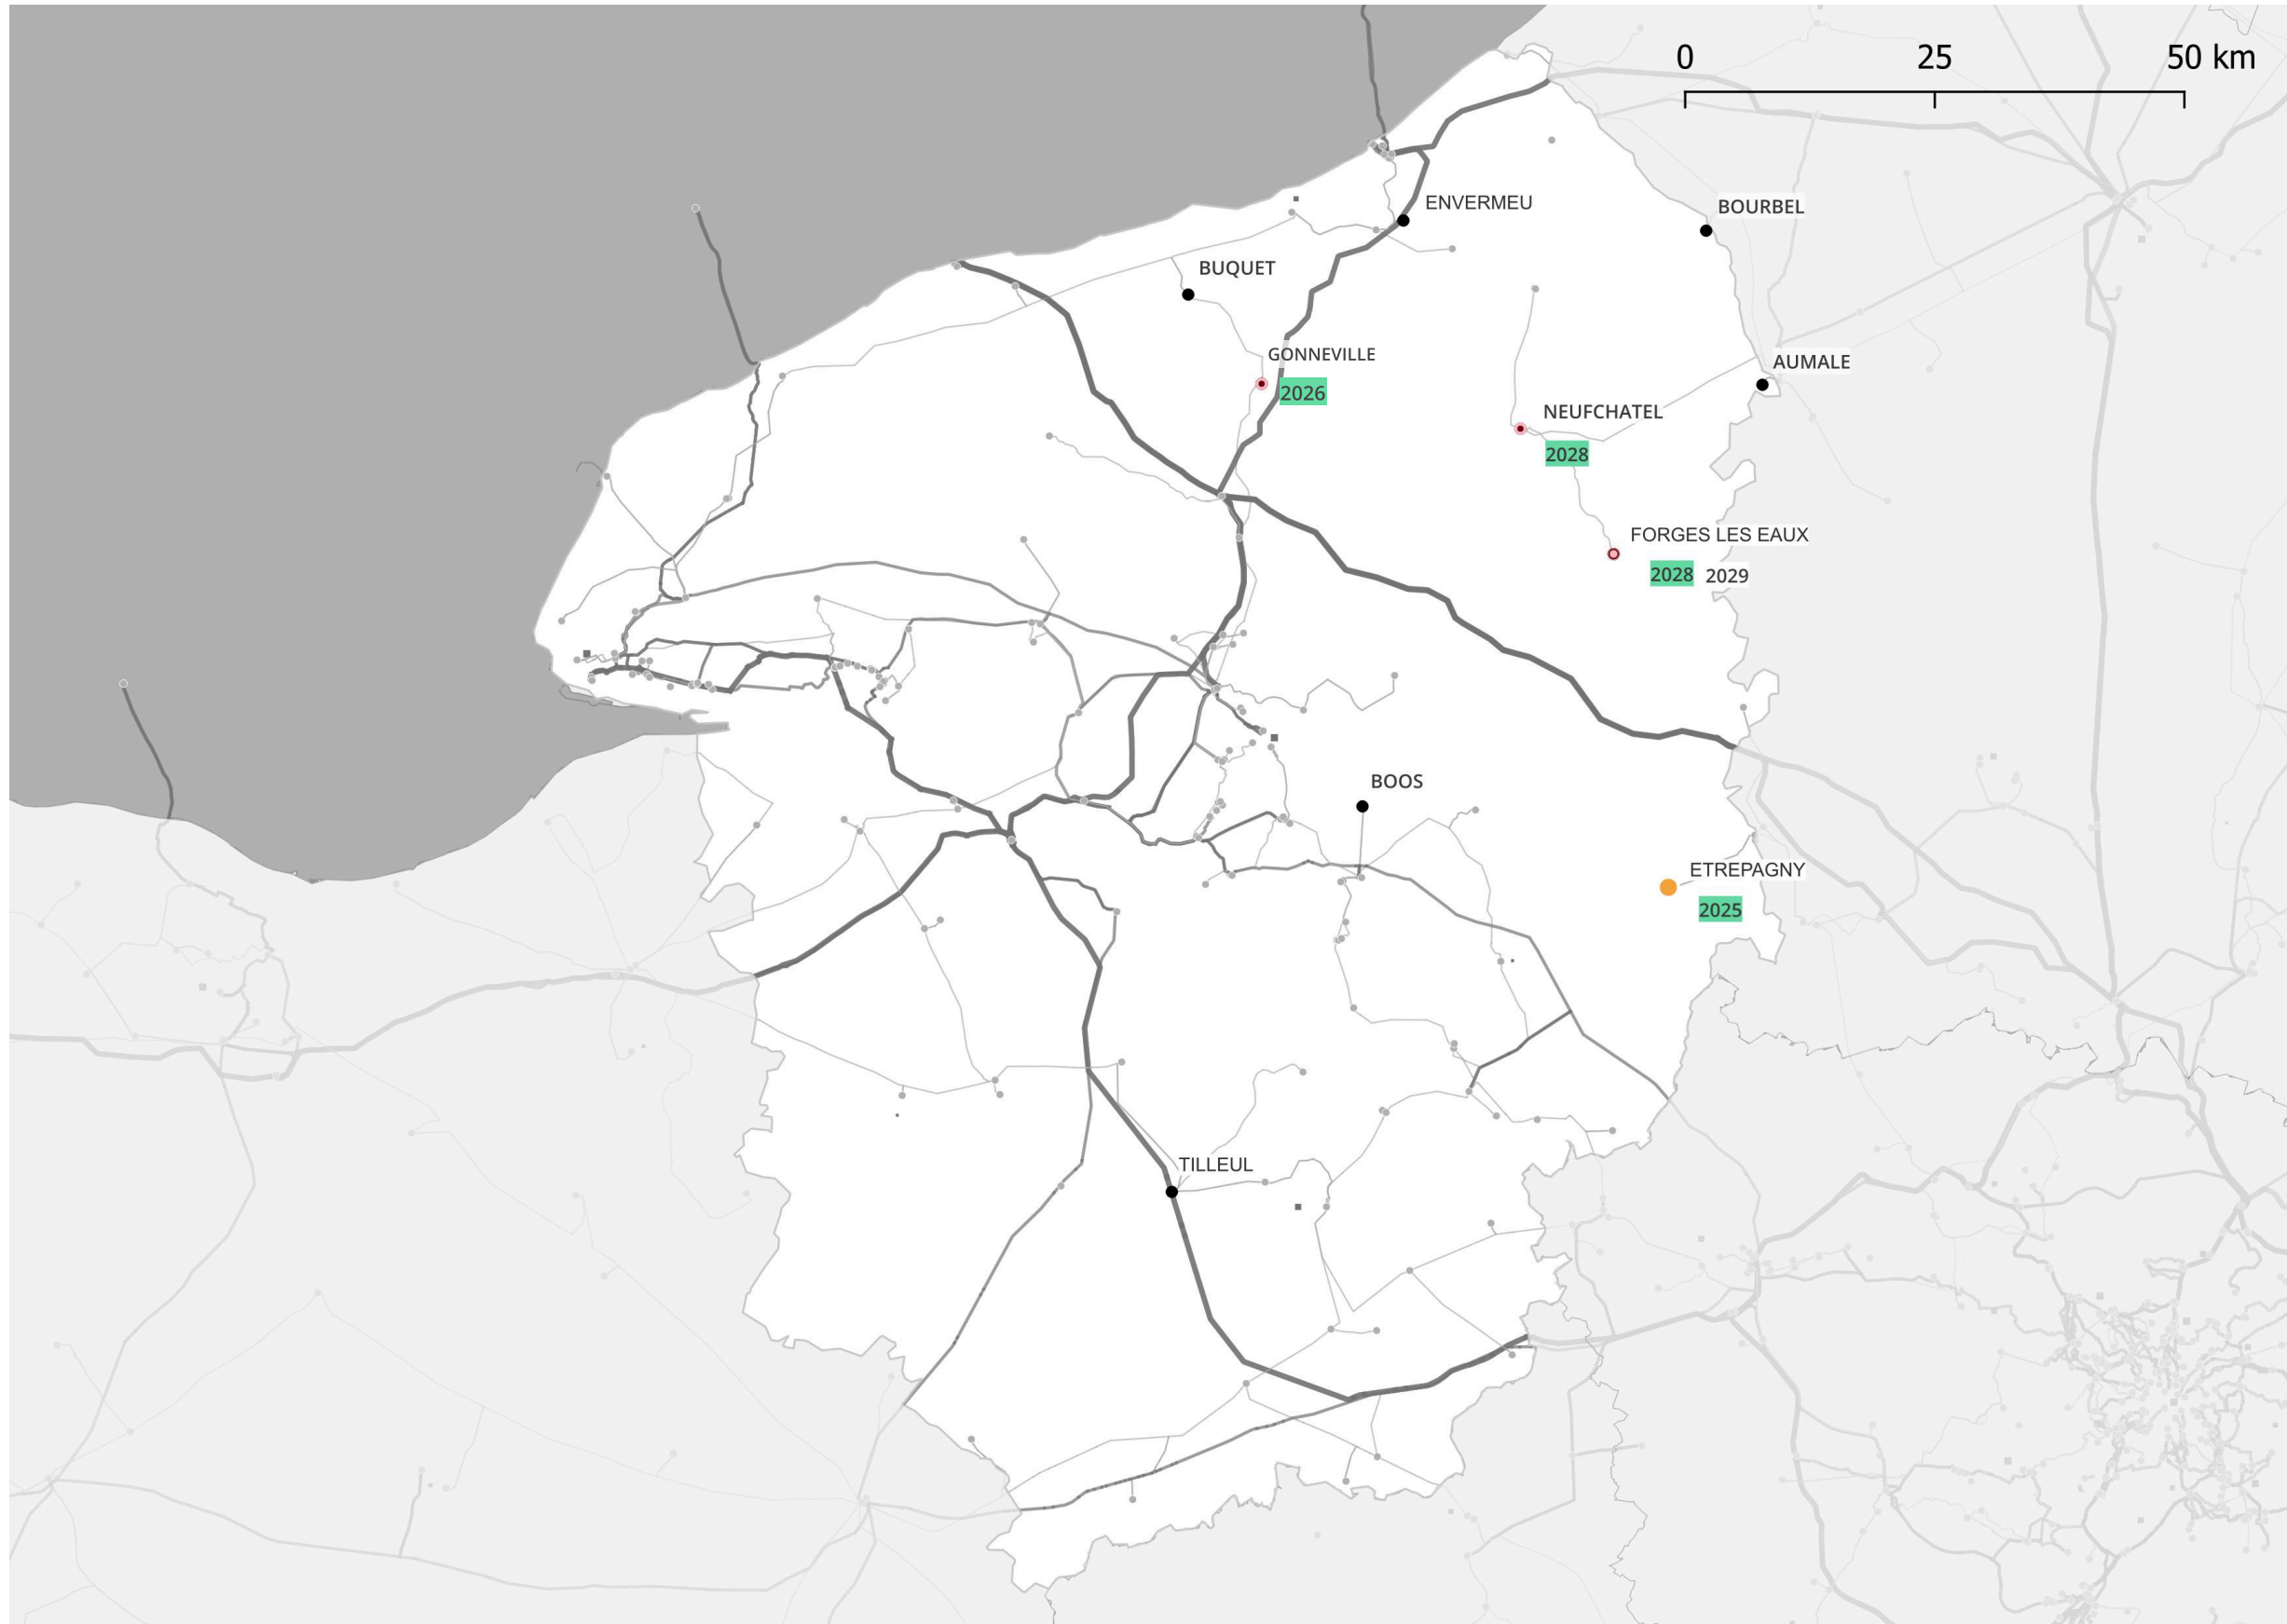 0 25 50 km
ENVERMEU
BOURBEL
BUQUET
GONNEVILLE
2026
AUMALE
NEUFCHATEL
2028
FORGES LES EAUX
2028 2029
BOOS
ETREPAGNY
2025
TILLEUL